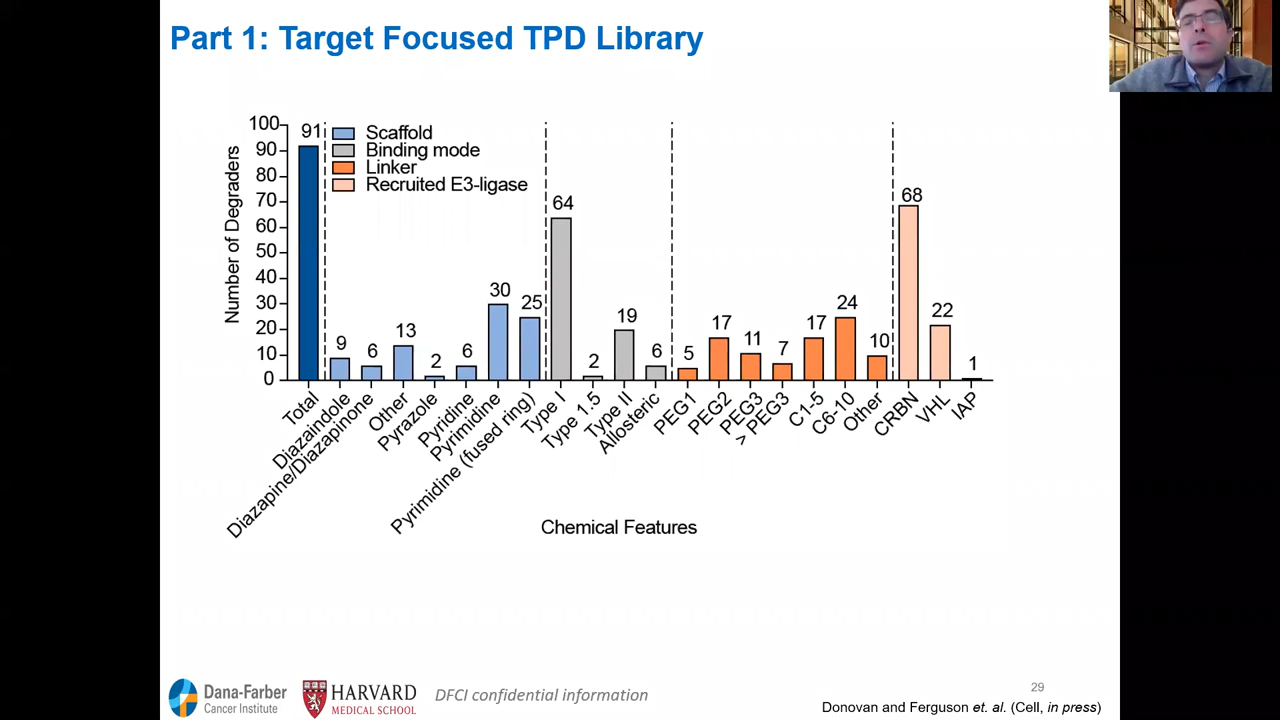 Part 1: Target Focused TPD Library
Number of Degraders
100
90
80
70
60
50
40
30
20
10
0
Scaffold
Binding mode
Linker
Recruited E3-ligase
91
9
6
13
2
6
30
25
64
2
19
6
5
17
11
7
17
24
10
68
22
1
Total
Diazaindole
Diazapine/Diazapinone
Other
Pyrazole
Pyridine
Pyrimidine
Pyrimidine (fused ring)
Type I
Type 1.5
Type II
Allosteric
PEG1
PEG2
PEG3
> PEG3
C1-5
C6-10
Other
CRBN
VHL
IAP
Chemical Features
Dana-Farber
Cancer Institute
HARVARD
MEDICAL SCHOOL
DFCI confidential information
29
Donovan and Ferguson et. al. (Cell, in press)